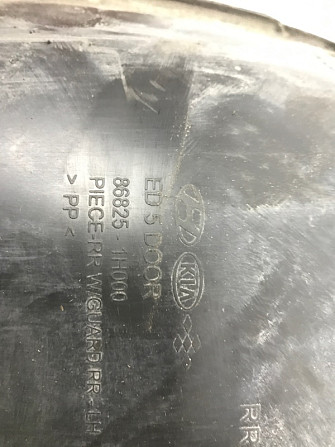 KIA
ED 5 DOOR
86825 - 1H000
PIECE-RR W/GUARD RR - LH
> PP <
RR